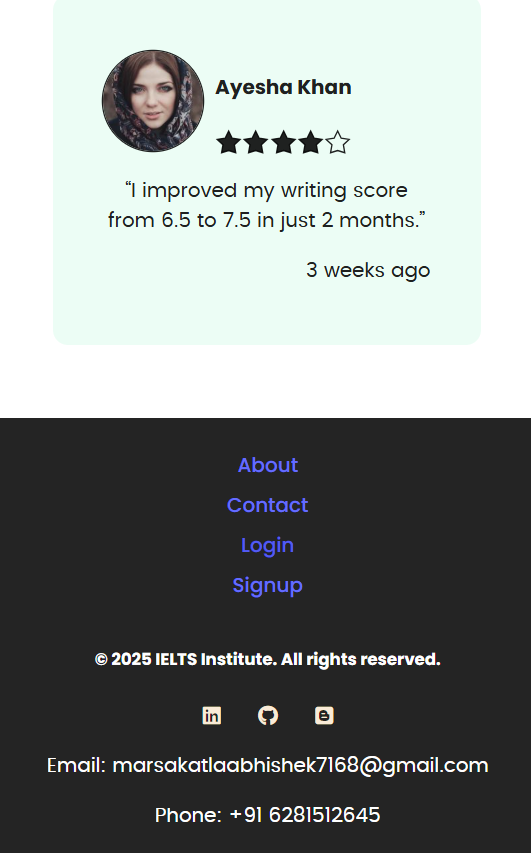 Ayesha Khan
“I improved my writing score
from 6.5 to 7.5 in just 2 months.”
3 weeks ago
About
Contact
Login
Signup
© 2025 IELTS Institute. All rights reserved.
Email: marsakatlaabhishek7168@gmail.com
Phone: +91 6281512645